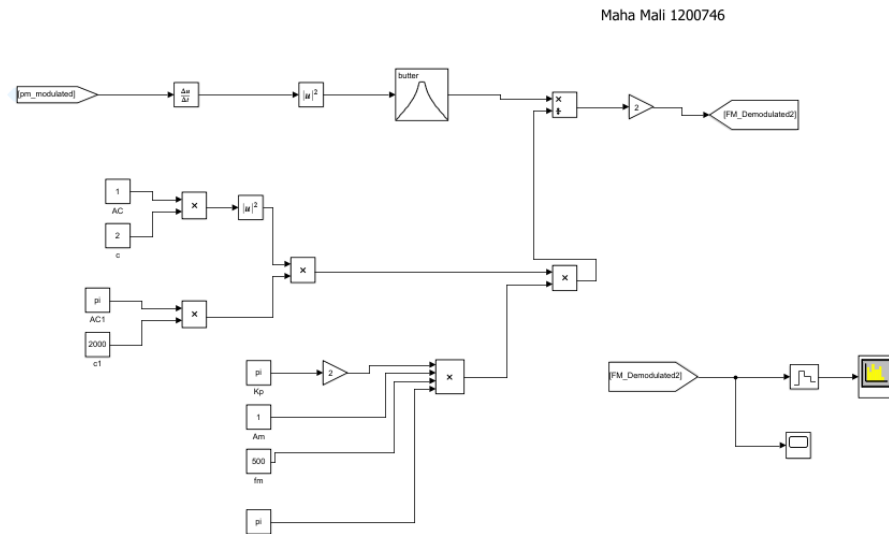 Maha Mali 1200746
[pm_modulated]
Δu
Δt
|u|²
butter
×
÷
2
[FM_Demodulated2]
1
AC
2
c
×
|u|²
pi
AC1
2000
c1
×
×
×
pi
Kp
2
×
1
Am
500
fm
pi
[FM_Demodulated2]